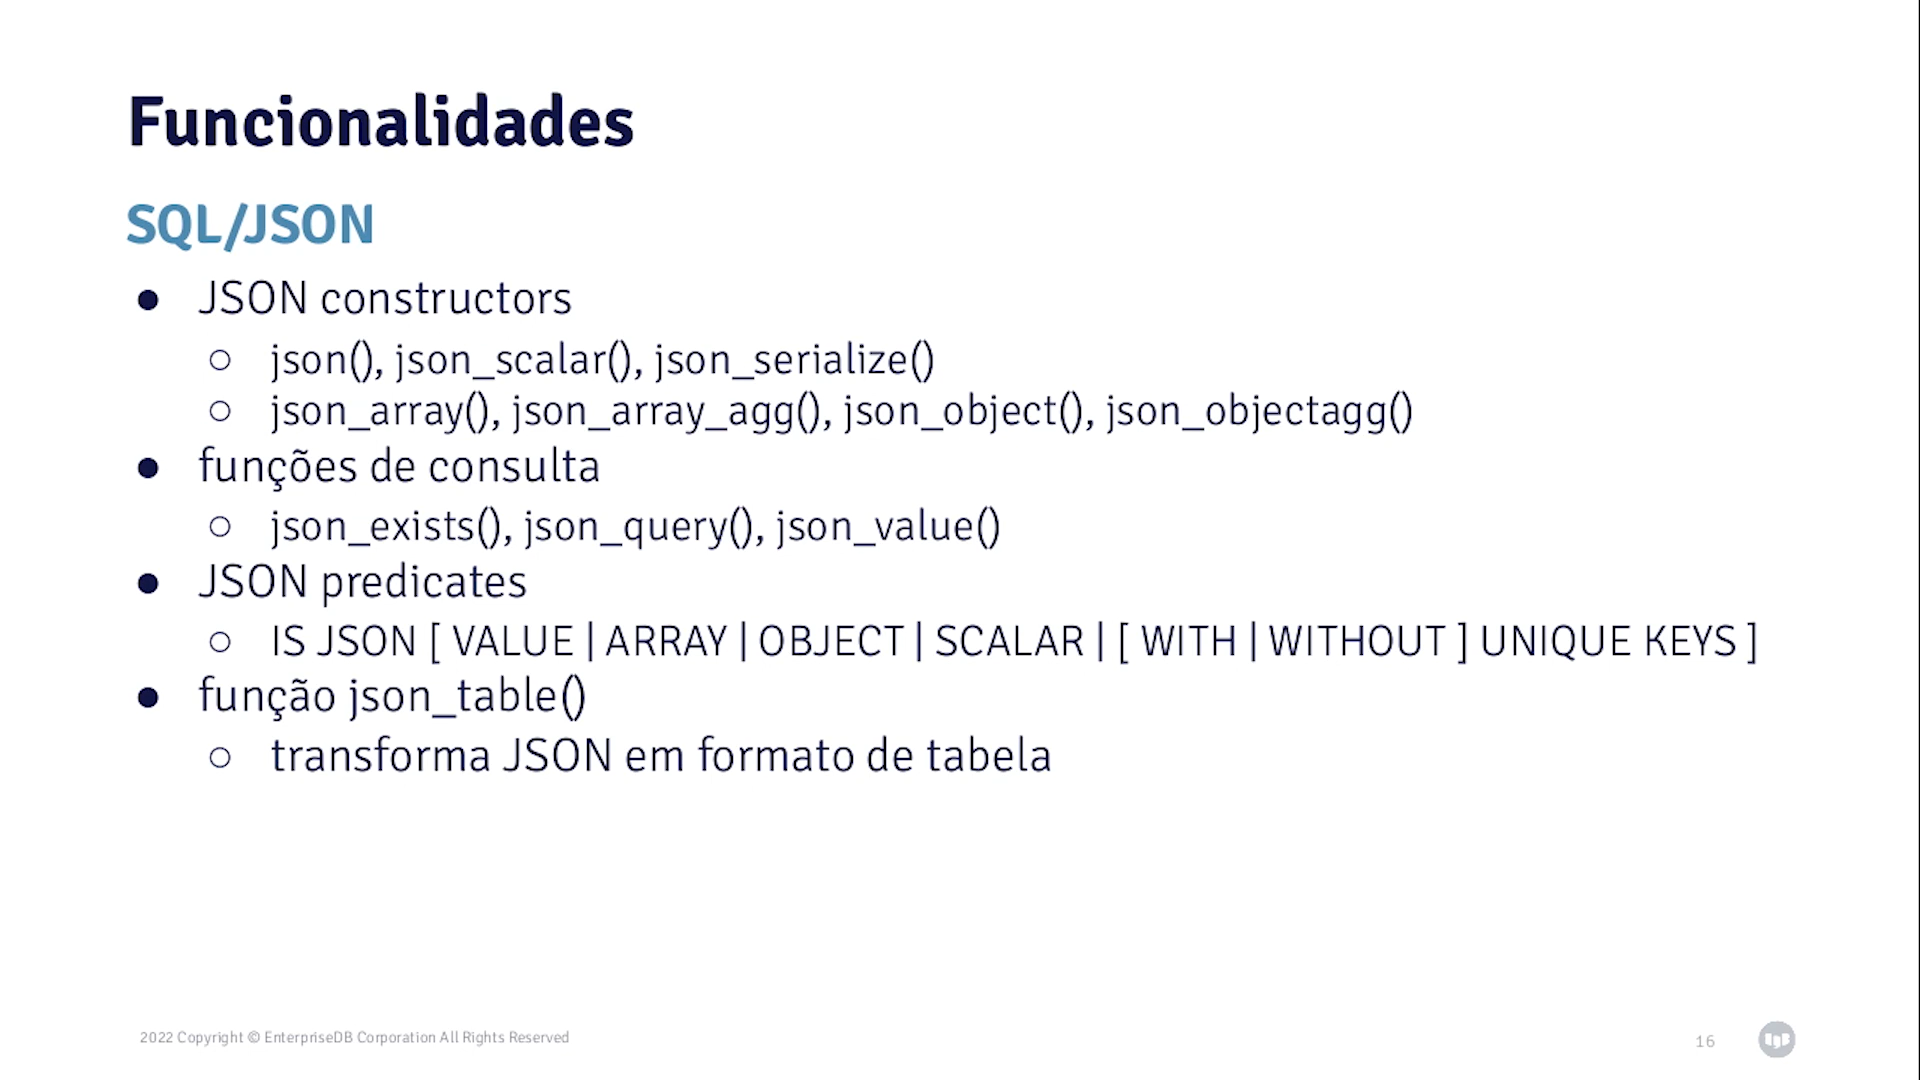 Funcionalidades
SQL/JSON
● JSON constructors
○ json(), json_scalar(), json_serialize()
○ json_array(), json_array_agg(), json_object(), json_objectagg()
● funções de consulta
○ json_exists(), json_query(), json_value()
● JSON predicates
○ IS JSON [ VALUE | ARRAY | OBJECT | SCALAR | [ WITH | WITHOUT ] UNIQUE KEYS ]
● função json_table()
○ transforma JSON em formato de tabela
2022 Copyright © EnterpriseDB Corporation All Rights Reserved
16